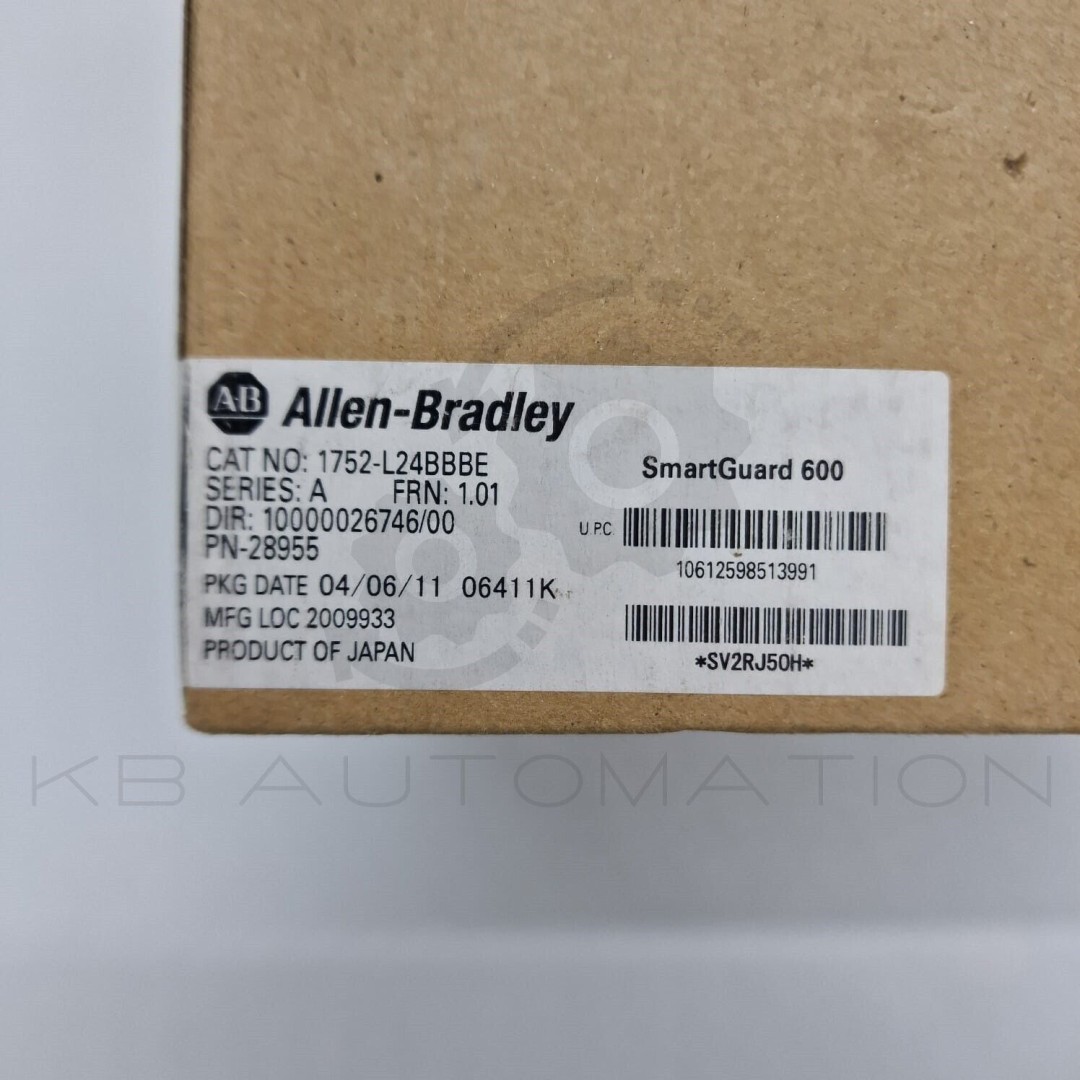 AB Allen-Bradley
CAT NO: 1752-L24BBBE
SERIES: A FRN: 1.01
DIR: 10000026746/00
PN-28955
PKG DATE 04/06/11 06411K
MFG LOC 2009933
PRODUCT OF JAPAN
SmartGuard 600
U.P.C.
10612598513991
*SV2RJ50H*
KB AUTOMATION